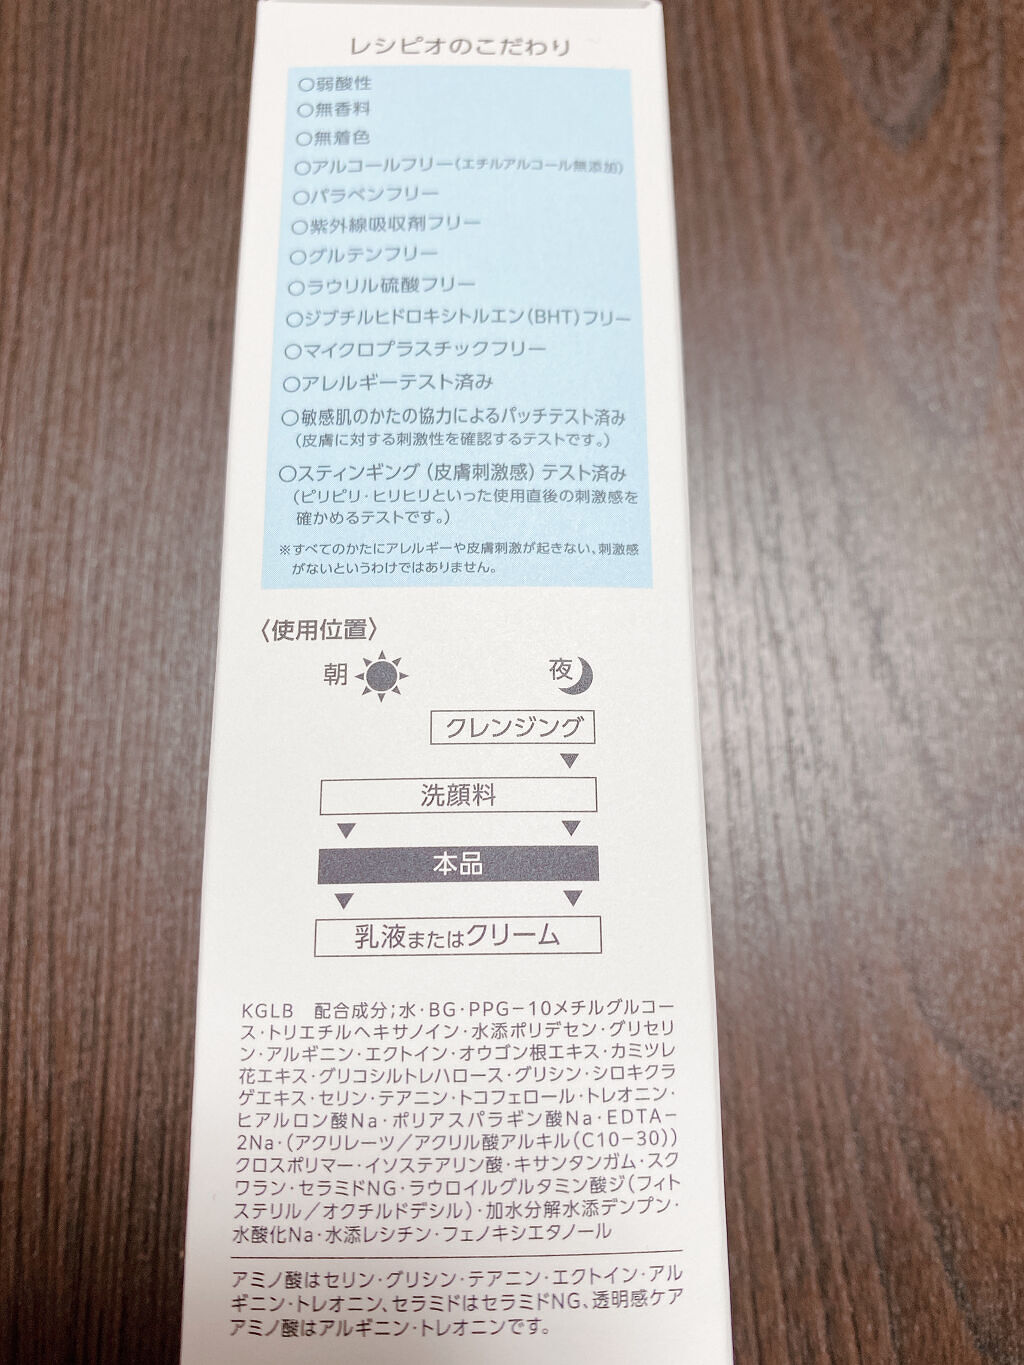 レシピオのこだわり
○弱酸性
○無香料
○無着色
○アルコールフリー(エチルアルコール無添加)
○パラベンフリー
○紫外線吸収剤フリー
○グルテンフリー
○ラウリル硫酸フリー
○ジブチルヒドロキシトルエン(BHT)フリー
○マイクロプラスチックフリー
○アレルギーテスト済み
○敏感肌のかたの協力によるパッチテスト済み
(皮膚に対する刺激性を確認するテストです。)
○スティンギング(皮膚刺激感)テスト済み
(ピリピリ・ヒリヒリといった使用直後の刺激感を
確かめるテストです。)
※すべてのかたにアレルギーや皮膚刺激が起きない、刺激感
がないというわけではありません。
〈使用位置〉
朝 夜
クレンジング
洗顔料
本品
乳液またはクリーム
KGLB 配合成分;水・BG・PPG-10メチルグルコー
ス・トリエチルヘキサノイン・水添ポリデセン・グリセリ
ン・アルギニン・エクトイン・オウゴン根エキス・カミツレ
花エキス・グリコシルトレハロース・グリシン・シロキクラ
ゲエキス・セリン・テアニン・トコフェロール・トレオニン・
ヒアルロン酸Na・ポリアスパラギン酸Na・EDTA-
2Na・(アクリレーツ/アクリル酸アルキル(C10-30))
クロスポリマー・イソステアリン酸・キサンタンガム・スク
ワラン・セラミドNG・ラウロイルグルタミン酸ジ(フィト
ステリル/オクチルドデシル)・加水分解水添デンプン・
水酸化Na・水添レシチン・フェノキシエタノール
アミノ酸はセリン・グリシン・テアニン・エクトイン・アル
ギニン・トレオニン、セラミドはセラミドNG、透明感ケア
アミノ酸はアルギニン・トレオニンです。